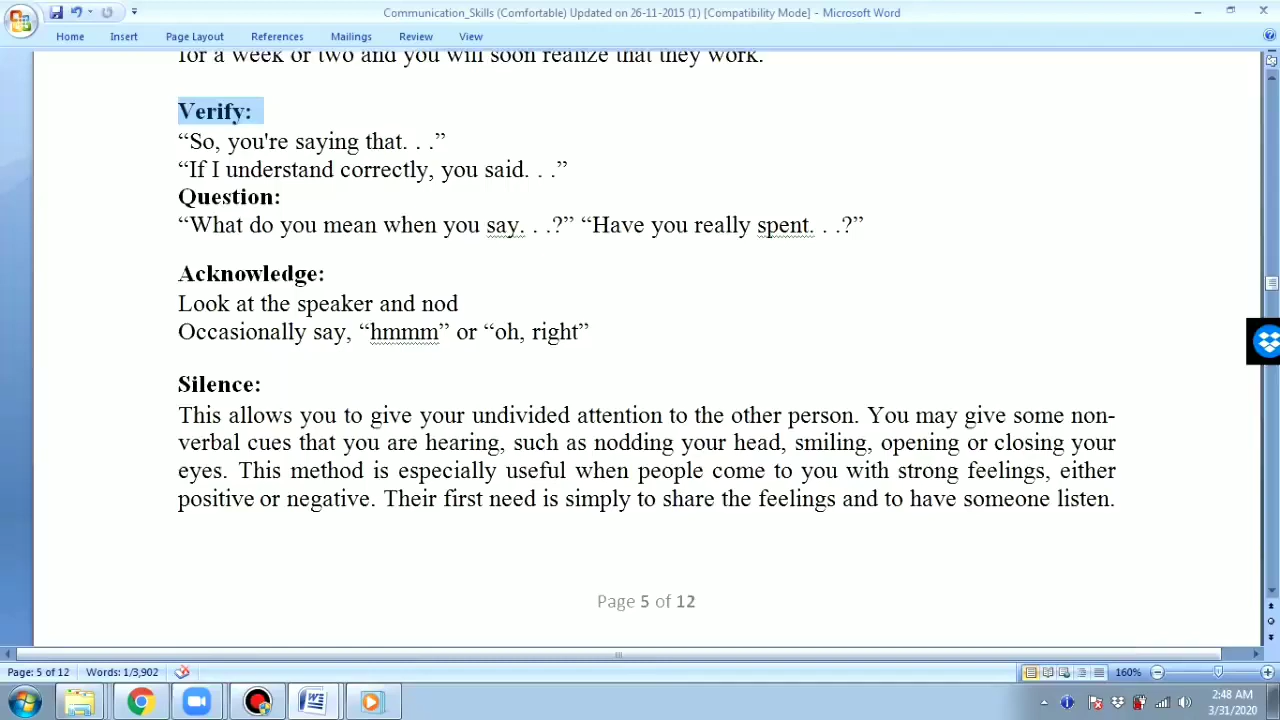 Communication_Skills (Comfortable) Updated on 26-11-2015 (1) [Compatibility Mode] - Microsoft Word
Home Insert Page Layout References Mailings Review View
for a week or two and you will soon realize that they work.
Verify:
“So, you're saying that. . .”
“If I understand correctly, you said. . .”
Question:
“What do you mean when you say. . .?” “Have you really spent. . .?”
Acknowledge:
Look at the speaker and nod
Occasionally say, “hmmm” or “oh, right”
Silence:
This allows you to give your undivided attention to the other person. You may give some non-
verbal cues that you are hearing, such as nodding your head, smiling, opening or closing your
eyes. This method is especially useful when people come to you with strong feelings, either
positive or negative. Their first need is simply to share the feelings and to have someone listen.
Page 5 of 12
Page: 5 of 12 Words: 1/3,902 160%
2:48 AM
3/31/2020